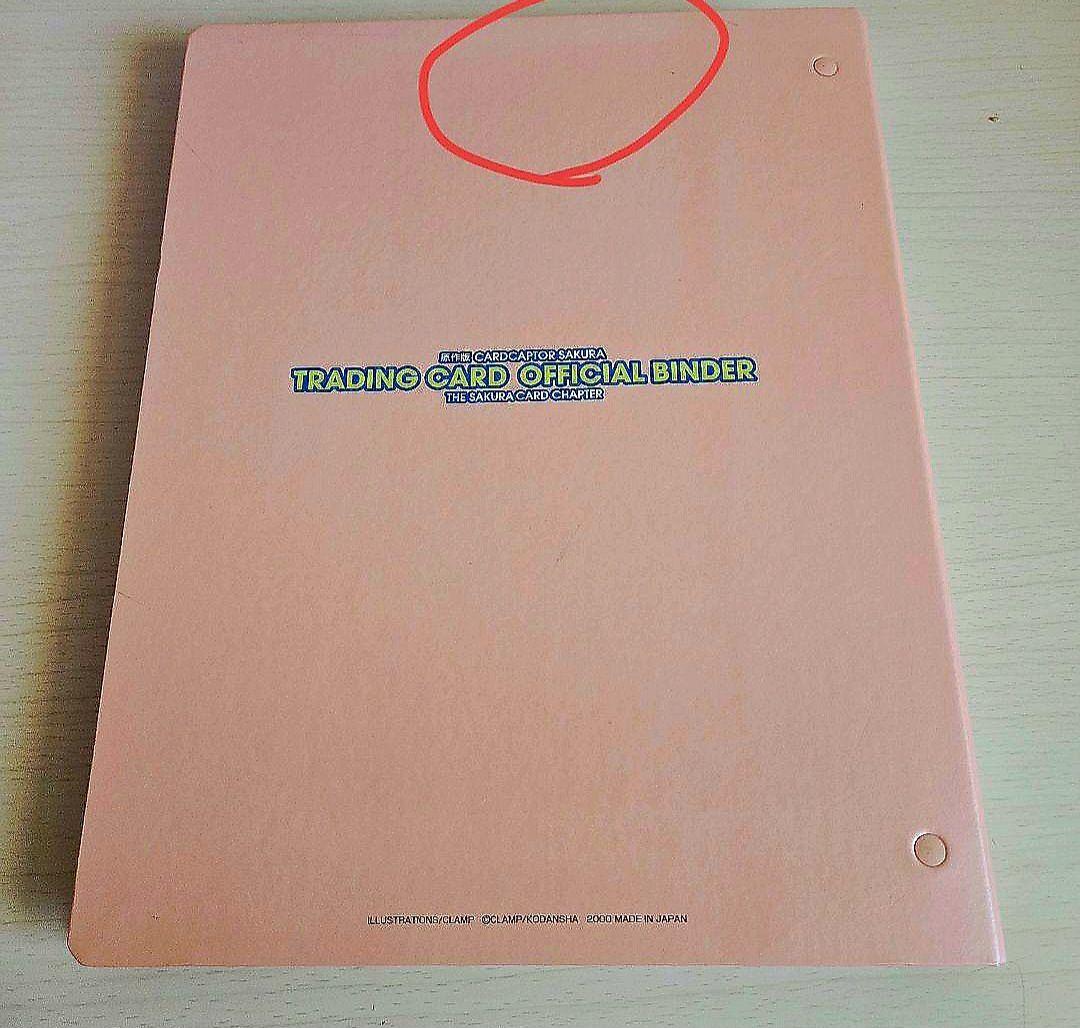 原作版 CARDCAPTOR SAKURA
TRADING CARD OFFICIAL BINDER
THE SAKURA CARD CHAPTER
ILLUSTRATIONS/CLAMP ©CLAMP/KODANSHA 2000 MADE IN JAPAN